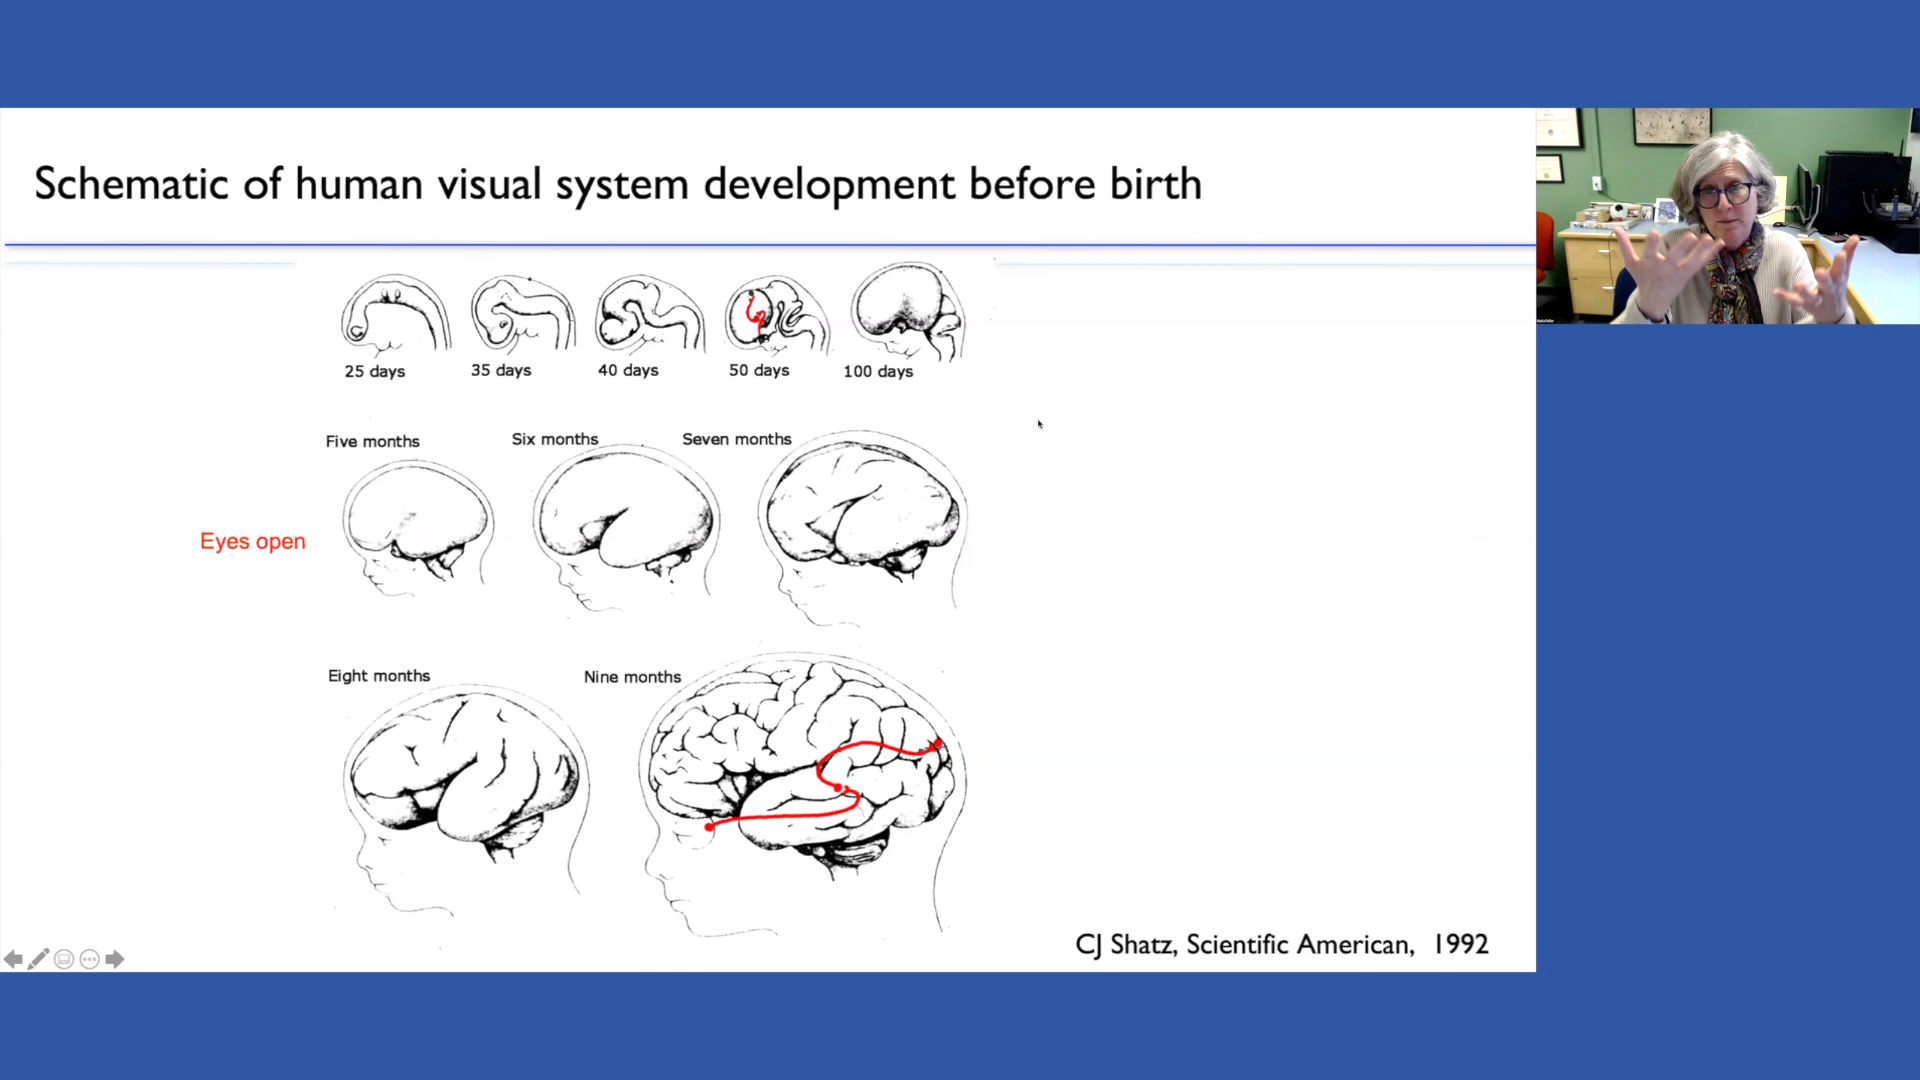 Schematic of human visual system development before birth
25 days
35 days
40 days
50 days
100 days
Five months
Six months
Seven months
Eyes open
Eight months
Nine months
CJ Shatz, Scientific American, 1992